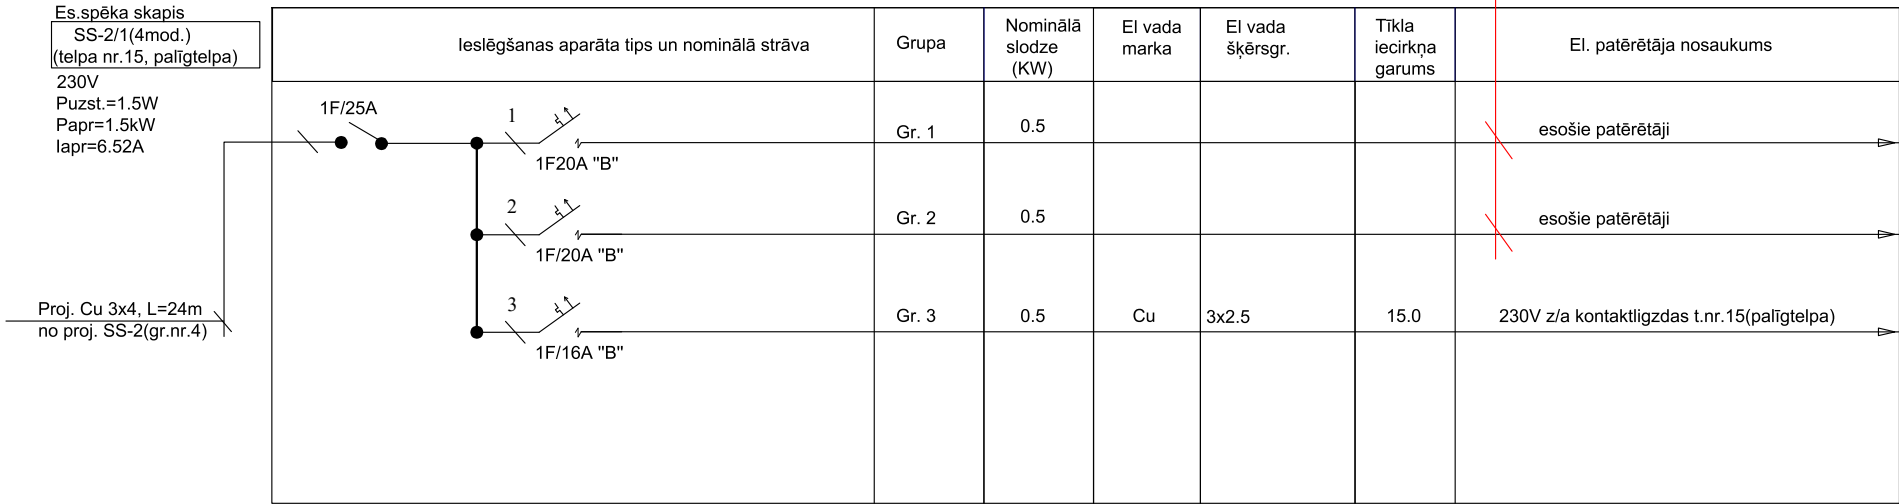 Es.spēka skapis
SS-2/1(4mod.)
(telpa nr.15, palīgtelpa)
230V
Puzst.=1.5W
Papr=1.5kW
Iapr=6.52A
Proj. Cu 3x4, L=24m
no proj. SS-2(gr.nr.4)
Ieslēgšanas aparāta tips un nominālā strāva
Grupa
Nominālā
slodze
(KW)
El vada
marka
El vada
šķērsgr.
Tīkla
iecirkņa
garums
El. patērētāja nosaukums
1F/25A
1
1F20A "B"
Gr. 1
0.5
esošie patērētāji
2
1F/20A "B"
Gr. 2
0.5
esošie patērētāji
3
1F/16A "B"
Gr. 3
0.5
Cu
3x2.5
15.0
230V z/a kontaktligzdas t.nr.15(palīgtelpa)